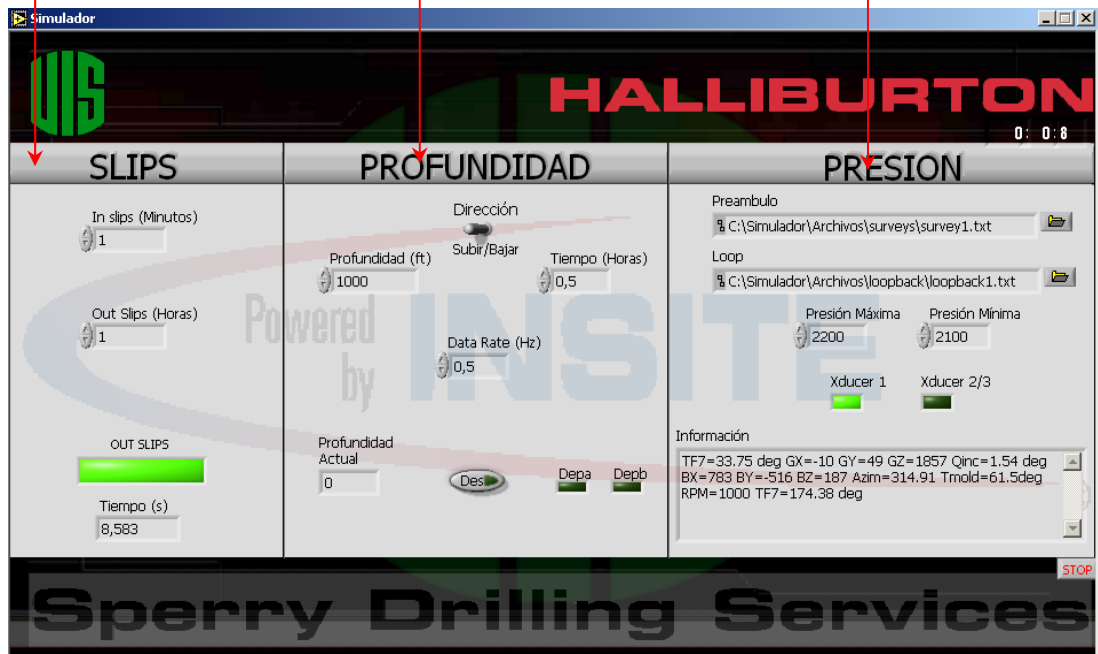 Simulador
UIS
HALLIBURTON
0: 0:8
SLIPS
PROFUNDIDAD
PRESION
In slips (Minutos)
1
Out Slips (Horas)
1
OUT SLIPS
Tiempo (s)
8,583
Dirección
Subir/Bajar
Profundidad (ft)
1000
Tiempo (Horas)
0,5
Data Rate (Hz)
0,5
Profundidad
Actual
0
Des
Depa
Depb
Preambulo
C:\Simulador\Archivos\surveys\survey1.txt
Loop
C:\Simulador\Archivos\loopback\loopback1.txt
Presión Máxima
2200
Presión Mínima
2100
Xducer 1
Xducer 2/3
Información
TF7=33.75 deg GX=-10 GY=49 GZ=1857 Qinc=1.54 deg
BX=783 BY=-516 BZ=187 Azim=314.91 Tmold=61.5deg
RPM=1000 TF7=174.38 deg
Powered
by
INSITE
STOP
Sperry Drilling Services